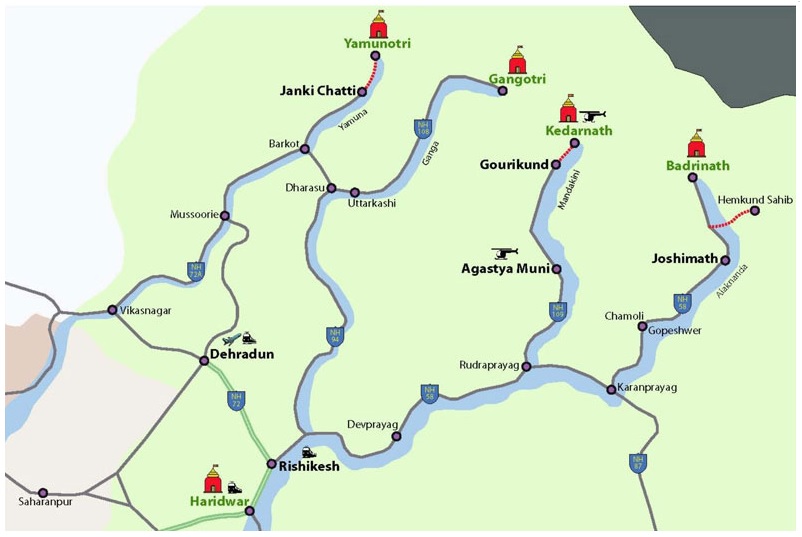 Yamunotri
Gangotri
Janki Chatti
Yamuna
NH
108
Kedarnath
Barkot
Ganga
Gourikund
Badrinath
Dharasu
Uttarkashi
Mandakini
Hemkund Sahib
Mussoorie
Agastya Muni
Joshimath
NH
72A
Alaknanda
Vikasnagar
NH
109
NH
58
Chamoli
Gopeshwer
NH
94
Dehradun
Rudraprayag
Karanprayag
NH
72
NH
58
Devprayag
Rishikesh
NH
87
Haridwar
Saharanpur